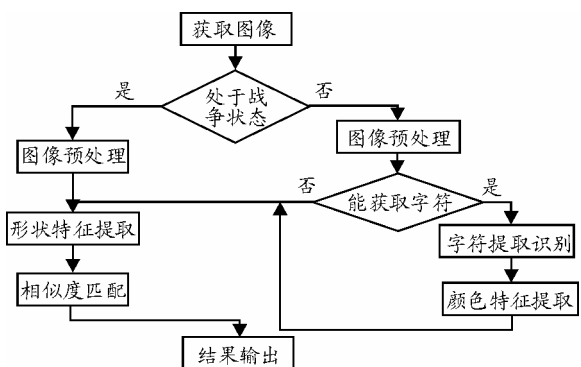 获取图像
是
处于战
争状态
否
图像预处理
图像预处理
否
能获取字符
是
形状特征提取
字符提取识别
相似度匹配
颜色特征提取
结果输出